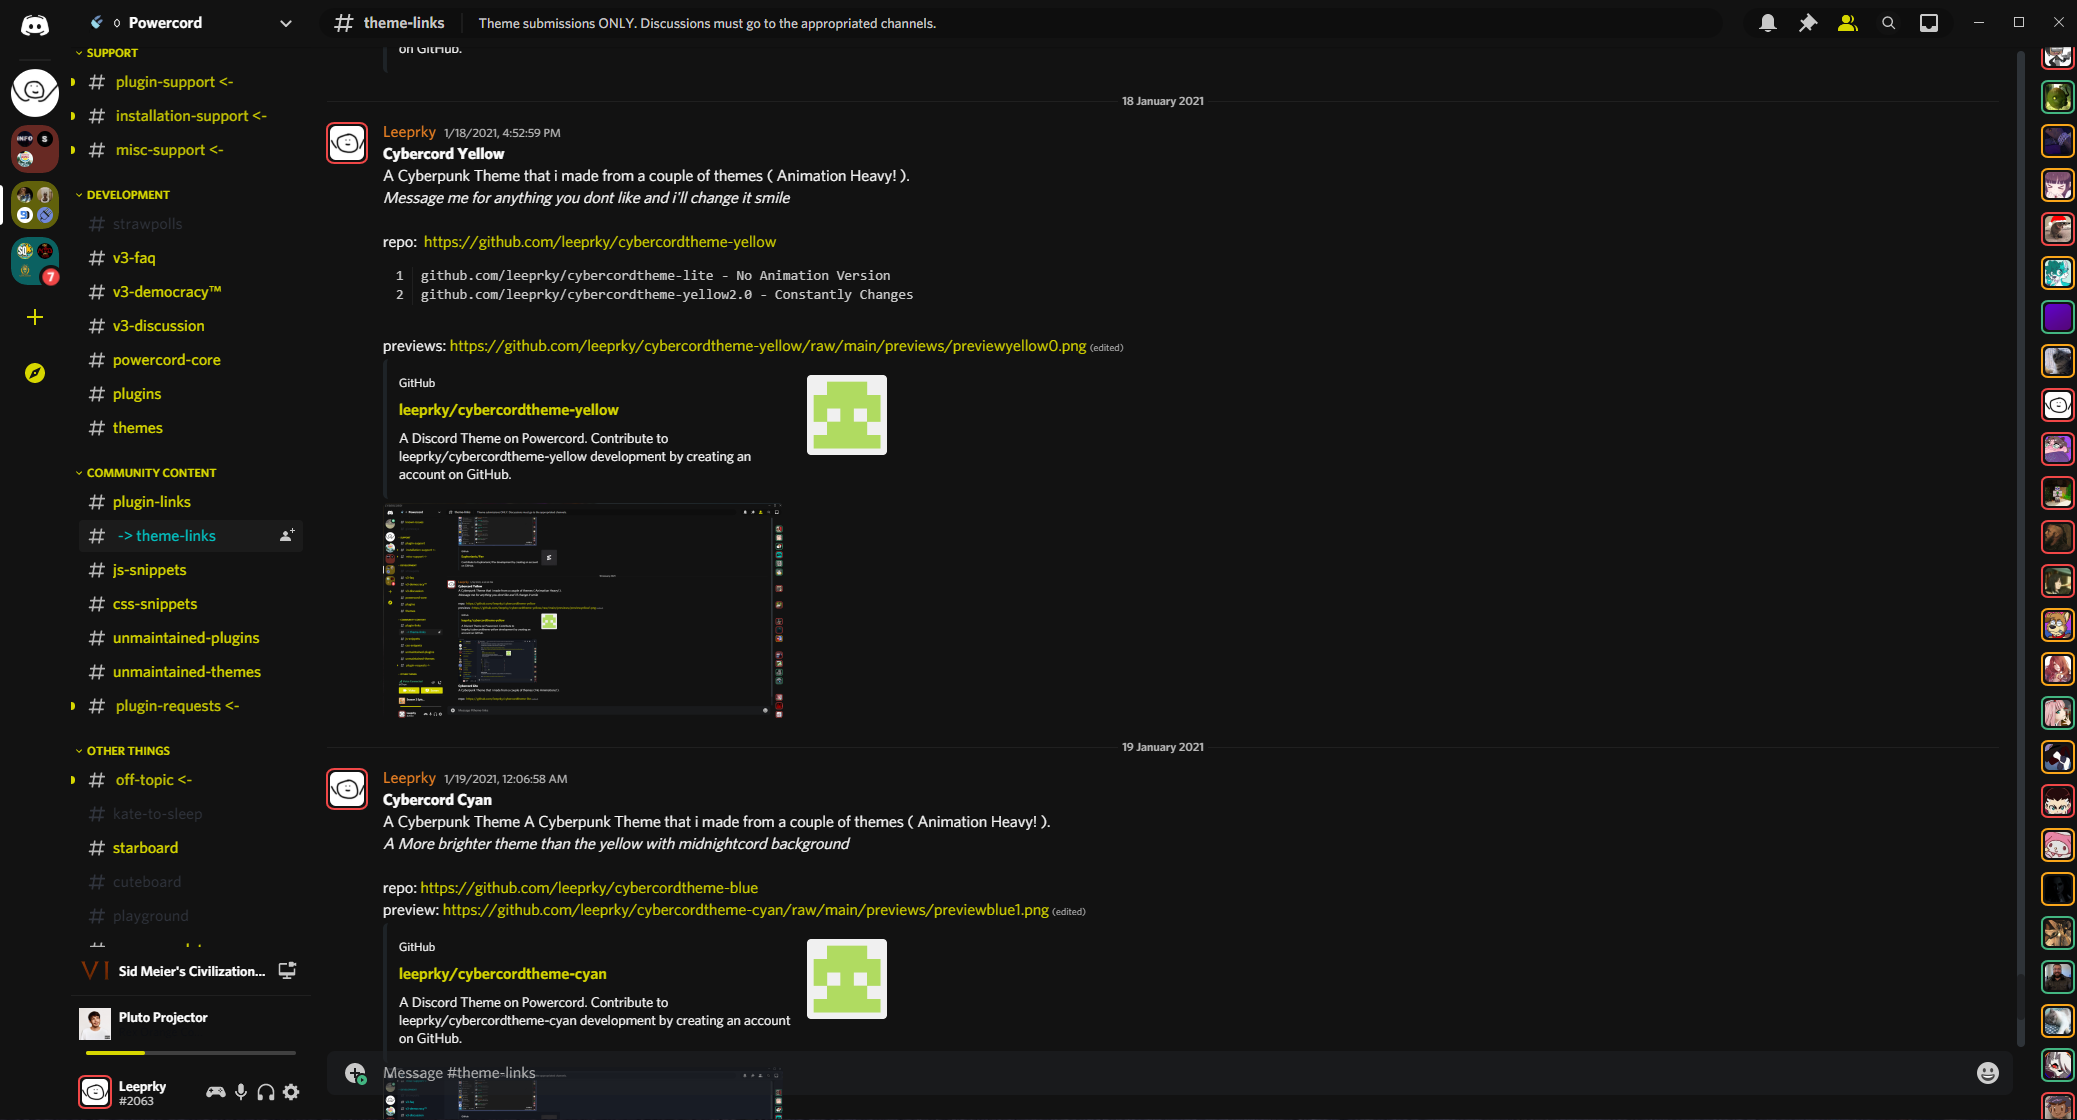 Powercord
theme-links
Theme submissions ONLY. Discussions must go to the appropriated channels.
SUPPORT
plugin-support <-
installation-support <-
misc-support <-
DEVELOPMENT
strawpolls
v3-faq
v3-democracy™
v3-discussion
powercord-core
plugins
themes
COMMUNITY CONTENT
plugin-links
-> theme-links
js-snippets
css-snippets
unmaintained-plugins
unmaintained-themes
plugin-requests <-
OTHER THINGS
off-topic <-
kate-to-sleep
starboard
cuteboard
playground
VI Sid Meier's Civilization...
Pluto Projector
Leeprky
#2063
INFO S
7
on GitHub.
18 January 2021
Leeprky 1/18/2021, 4:52:59 PM
Cybercord Yellow
A Cyberpunk Theme that i made from a couple of themes ( Animation Heavy! ).
Message me for anything you dont like and i'll change it smile
repo: https://github.com/leeprky/cybercordtheme-yellow
1 github.com/leeprky/cybercordtheme-lite - No Animation Version
2 github.com/leeprky/cybercordtheme-yellow2.0 - Constantly Changes
previews: https://github.com/leeprky/cybercordtheme-yellow/raw/main/previews/previewyellow0.png (edited)
GitHub
leeprky/cybercordtheme-yellow
A Discord Theme on Powercord. Contribute to
leeprky/cybercordtheme-yellow development by creating an
account on GitHub.
19 January 2021
Leeprky 1/19/2021, 12:06:58 AM
Cybercord Cyan
A Cyberpunk Theme A Cyberpunk Theme that i made from a couple of themes ( Animation Heavy! ).
A More brighter theme than the yellow with midnightcord background
repo: https://github.com/leeprky/cybercordtheme-blue
preview: https://github.com/leeprky/cybercordtheme-cyan/raw/main/previews/previewblue1.png (edited)
GitHub
leeprky/cybercordtheme-cyan
A Discord Theme on Powercord. Contribute to
leeprky/cybercordtheme-cyan development by creating an account
on GitHub.
Message #theme-links